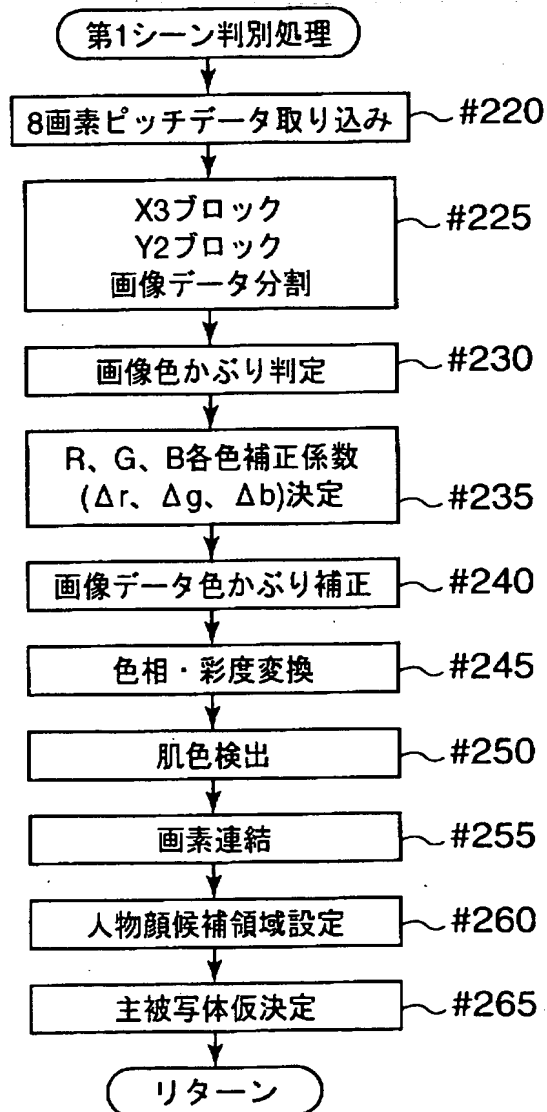 第1シーン判別処理
8画素ピッチデータ取り込み
#220
X3ブロック
Y2ブロック
画像データ分割
#225
画像色かぶり判定
#230
R、G、B各色補正係数
(Δr、Δg、Δb)決定
#235
画像データ色かぶり補正
#240
色相・彩度変換
#245
肌色検出
#250
画素連結
#255
人物顔候補領域設定
#260
主被写体仮決定
#265
リターン